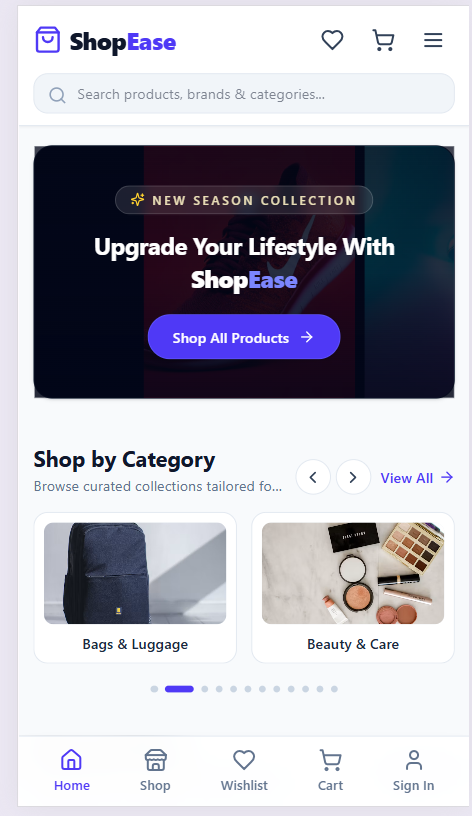 ShopEase
Search products, brands & categories...
NEW SEASON COLLECTION
Upgrade Your Lifestyle With
ShopEase
Shop All Products
Shop by Category
Browse curated collections tailored fo...
View All
Bags & Luggage
Beauty & Care
Home
Shop
Wishlist
Cart
Sign In